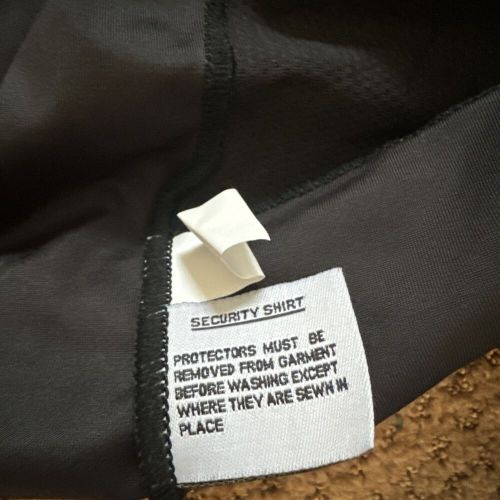 SECURITY SHIRT
PROTECTORS MUST BE
REMOVED FROM GARMENT
BEFORE WASHING EXCEPT
WHERE THEY ARE SEWN IN
PLACE